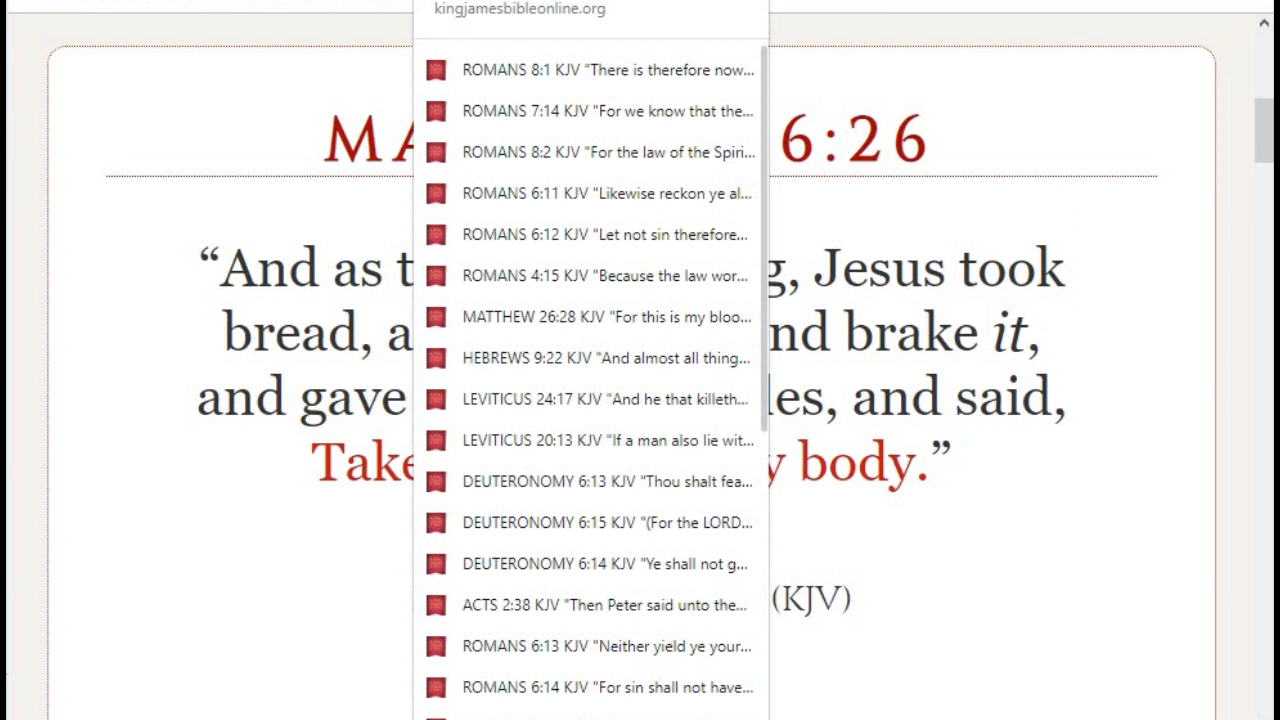 kingjamesbibleonline.org
ROMANS 8:1 KJV "There is therefore now...
ROMANS 7:14 KJV "For we know that the...
ROMANS 8:2 KJV "For the law of the Spiri...
ROMANS 6:11 KJV "Likewise reckon ye al...
ROMANS 6:12 KJV "Let not sin therefore...
ROMANS 4:15 KJV "Because the law wor...
MATTHEW 26:28 KJV "For this is my bloo...
HEBREWS 9:22 KJV "And almost all thing...
LEVITICUS 24:17 KJV "And he that killeth...
LEVITICUS 20:13 KJV "If a man also lie wit...
DEUTERONOMY 6:13 KJV "Thou shalt fea...
DEUTERONOMY 6:15 KJV "(For the LORD...
DEUTERONOMY 6:14 KJV "Ye shall not g...
ACTS 2:38 KJV "Then Peter said unto the...
ROMANS 6:13 KJV "Neither yield ye your...
ROMANS 6:14 KJV "For sin shall not have...
MA 6:26
“And as t g, Jesus took
bread, a nd brake it,
and gave les, and said,
Take y body.”
(KJV)